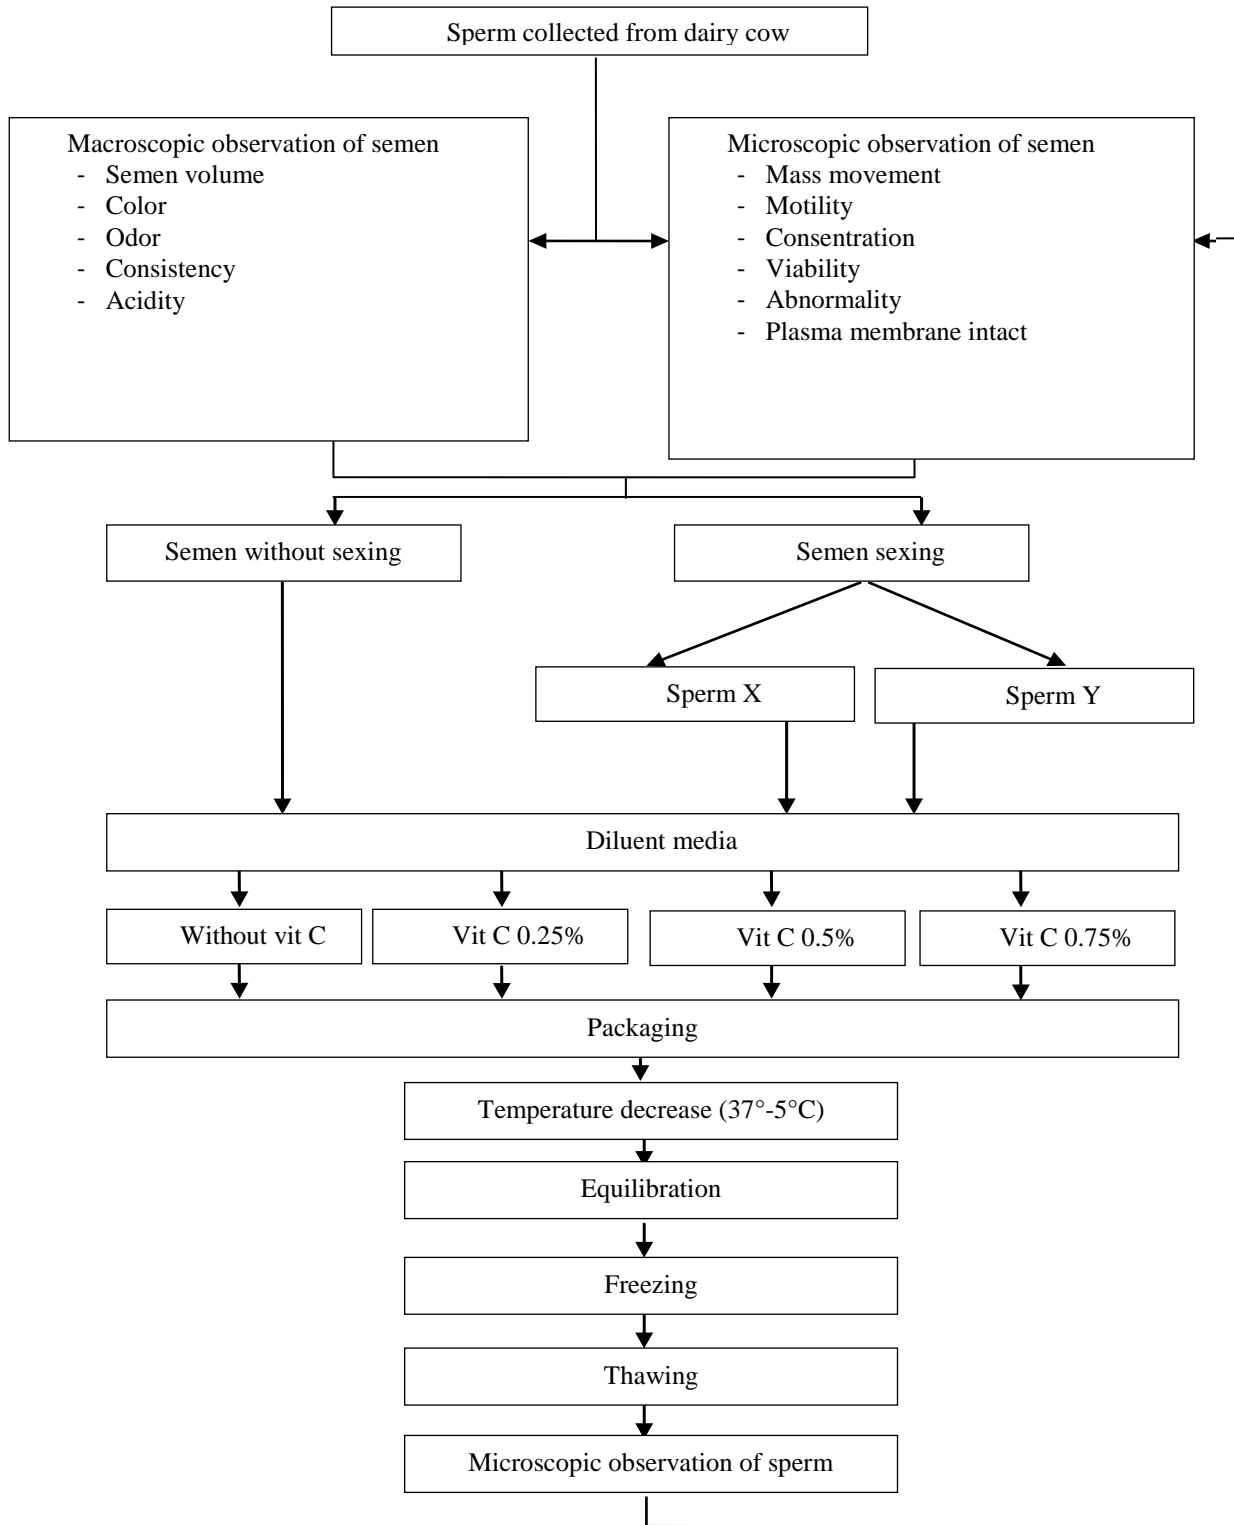 Sperm collected from dairy cow
Macroscopic observation of semen
- Semen volume
- Color
- Odor
- Consistency
- Acidity
Microscopic observation of semen
- Mass movement
- Motility
- Consentration
- Viability
- Abnormality
- Plasma membrane intact
Semen without sexing
Semen sexing
Sperm X
Sperm Y
Diluent media
Without vit C
Vit C 0.25%
Vit C 0.5%
Vit C 0.75%
Packaging
Temperature decrease (37°-5°C)
Equilibration
Freezing
Thawing
Microscopic observation of sperm